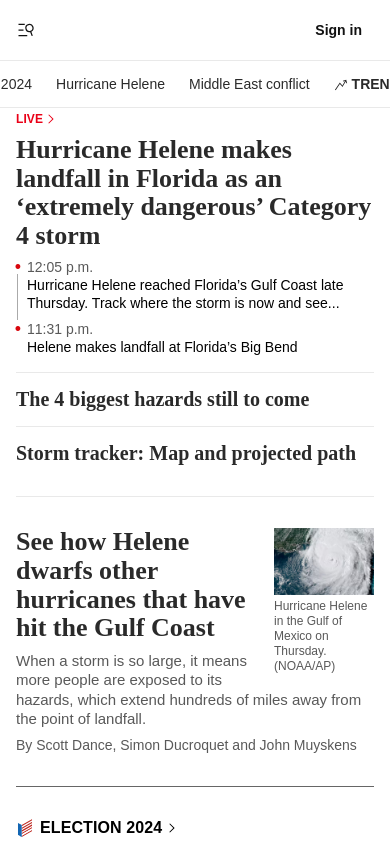 Sign in
2024 Hurricane Helene Middle East conflict TREN
LIVE
Hurricane Helene makes
landfall in Florida as an
‘extremely dangerous’ Category
4 storm
12:05 p.m.
Hurricane Helene reached Florida’s Gulf Coast late
Thursday. Track where the storm is now and see...
11:31 p.m.
Helene makes landfall at Florida’s Big Bend
The 4 biggest hazards still to come
Storm tracker: Map and projected path
See how Helene
dwarfs other
hurricanes that have
hit the Gulf Coast
Hurricane Helene
in the Gulf of
Mexico on
Thursday.
(NOAA/AP)
When a storm is so large, it means
more people are exposed to its
hazards, which extend hundreds of miles away from
the point of landfall.
By Scott Dance, Simon Ducroquet and John Muyskens
ELECTION 2024